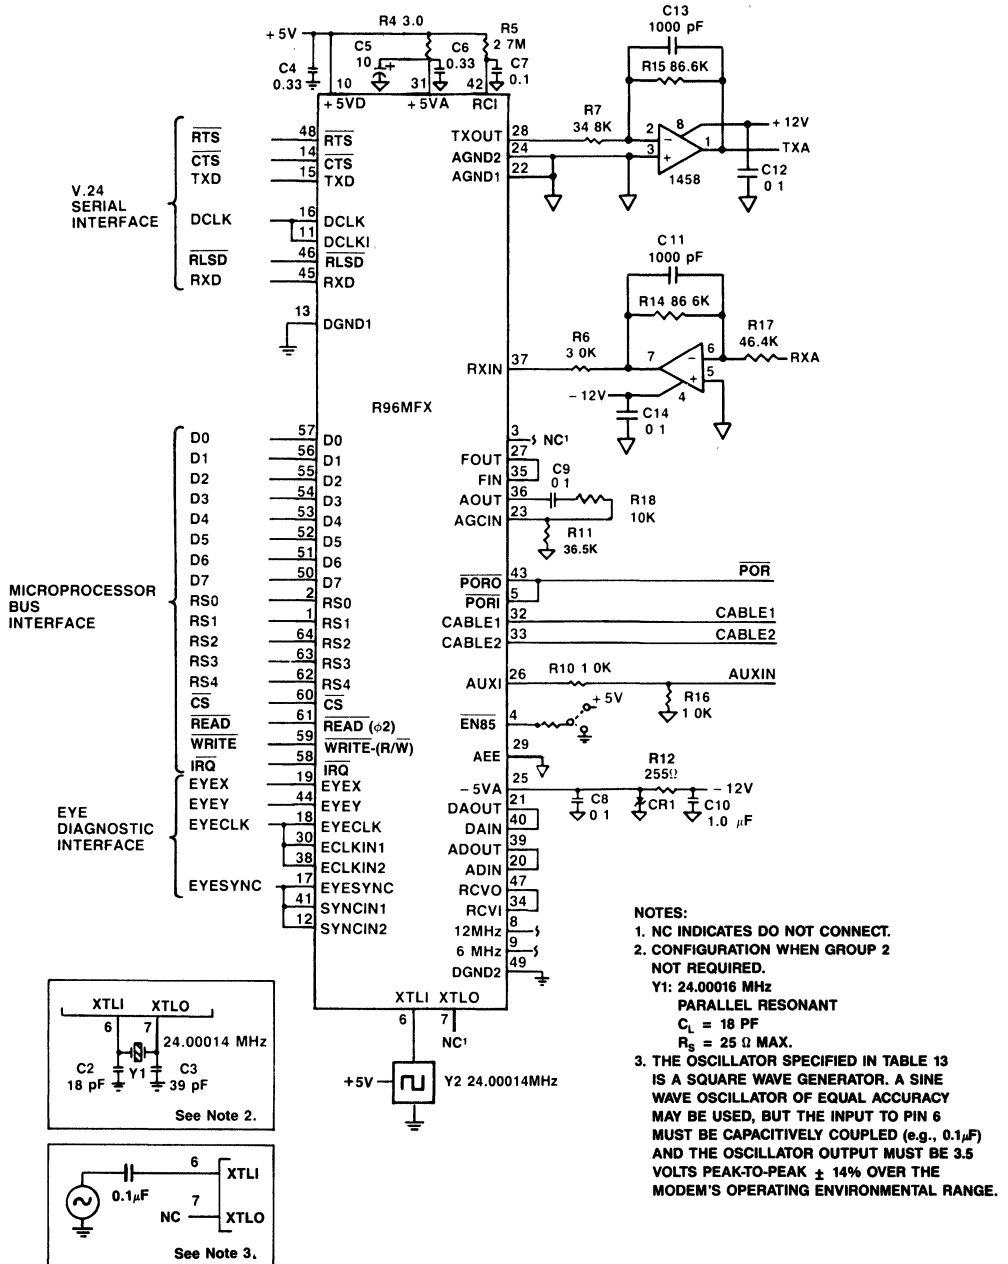 +5V
R4 3.0
R5
2 7M
C4
0.33
C5
10
+
C6
0.33
C7
0.1
C13
1000 pF
R15 86.6K
R7
34 8K
10
31
42
+5VD
+5VA
RCI
V.24
SERIAL
INTERFACE
RTS
48
RTS
CTS
14
CTS
TXD
15
TXD
DCLK
16
DCLK
11
DCLKI
RLSD
46
RLSD
RXD
45
RXD
13
DGND1
TXOUT
28
AGND2
24
AGND1
22
2
−
3
+
8
1
1458
+12V
TXA
C12
0 1
C11
1000 pF
R14 86 6K
R17
46.4K
RXA
R6
3 0K
RXIN
37
7
−
6
+
5
4
−12V
C14
0 1
R96MFX
MICROPROCESSOR
BUS
INTERFACE
D0
57
D0
D1
56
D1
D2
55
D2
D3
54
D3
D4
53
D4
D5
52
D5
D6
51
D6
D7
50
D7
RS0
2
RS0
RS1
1
RS1
RS2
64
RS2
RS3
63
RS3
RS4
62
RS4
CS
60
CS
READ
61
READ (φ2)
WRITE
59
WRITE-(R/W)
IRQ
58
IRQ
EYE
DIAGNOSTIC
INTERFACE
EYEX
19
EYEX
EYEY
44
EYEY
EYECLK
18
EYECLK
30
ECLKIN1
38
ECLKIN2
EYESYNC
17
EYESYNC
41
SYNCIN1
12
SYNCIN2
3
NC¹
FOUT
27
FIN
35
AOUT
36
C9
0 1
R18
10K
AGCIN
23
R11
36.5K
PORO
43
POR
PORI
5
CABLE1
32
CABLE1
CABLE2
33
CABLE2
AUXI
26
R10 1 0K
AUXIN
R16
1 0K
EN85
4
+5V
AEE
29
−5VA
25
R12
255Ω
−12V
C8
0 1
CR1
C10
1.0 μF
DAOUT
21
DAIN
40
ADOUT
39
ADIN
20
RCVO
47
RCVI
34
12MHz
8
6 MHz
9
DGND2
49
XTLI
XTLO
6
7
NC¹
+5V
Y2 24.00014MHz
XTLI
XTLO
6
7
24.00014 MHz
C2
18 pF
Y1
C3
39 pF
See Note 2.
0.1μF
6
XTLI
7
NC
XTLO
See Note 3.
NOTES:
1. NC INDICATES DO NOT CONNECT.
2. CONFIGURATION WHEN GROUP 2
NOT REQUIRED.
Y1: 24.00016 MHz
PARALLEL RESONANT
C_L = 18 PF
R_S = 25 Ω MAX.
3. THE OSCILLATOR SPECIFIED IN TABLE 13
IS A SQUARE WAVE GENERATOR. A SINE
WAVE OSCILLATOR OF EQUAL ACCURACY
MAY BE USED, BUT THE INPUT TO PIN 6
MUST BE CAPACITIVELY COUPLED (e.g., 0.1μF)
AND THE OSCILLATOR OUTPUT MUST BE 3.5
VOLTS PEAK-TO-PEAK ± 14% OVER THE
MODEM'S OPERATING ENVIRONMENTAL RANGE.